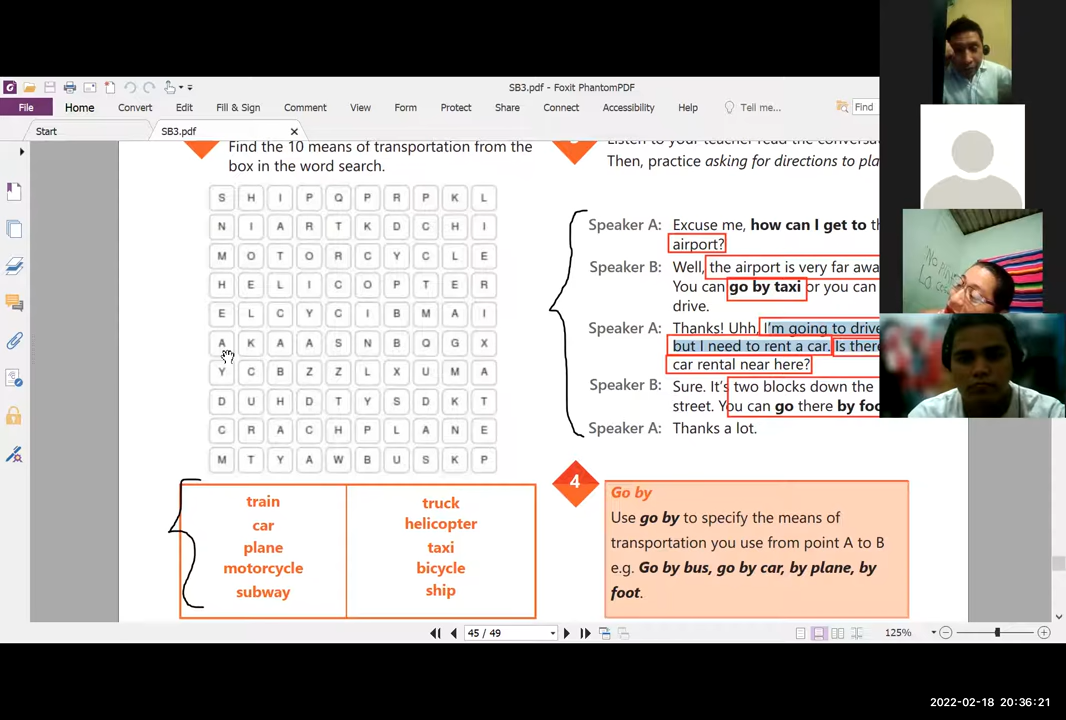 SB3.pdf - Foxit PhantomPDF
File Home Convert Edit Fill & Sign Comment View Form Protect Share Connect Accessibility Help Tell me... Find
Start SB3.pdf
Find the 10 means of transportation from the
box in the word search.
S H I P Q P R P K L
N I A R T K D C H I
M O T O R C Y C L E
H E L I C O P T E R
E L C Y C I B M A I
A K A A S N B Q G X
Y C B Z Z L X U M A
D U H D T Y S D K T
C R A C H P L A N E
M T Y A W B U S K P
train truck
car helicopter
plane taxi
motorcycle bicycle
subway ship
Listen to your teacher read the conversa
Then, practice asking for directions to pla
Speaker A: Excuse me, how can I get to th
airport?
Speaker B: Well, the airport is very far awa
You can go by taxi or you can
drive.
Speaker A: Thanks! Uhh, I'm going to drive
but I need to rent a car. Is there
car rental near here?
Speaker B: Sure. It's two blocks down the
street. You can go there by foo
Speaker A: Thanks a lot.
4
Go by
Use go by to specify the means of
transportation you use from point A to B
e.g. Go by bus, go by car, by plane, by
foot.
45 / 49
125%
2022-02-18 20:36:21